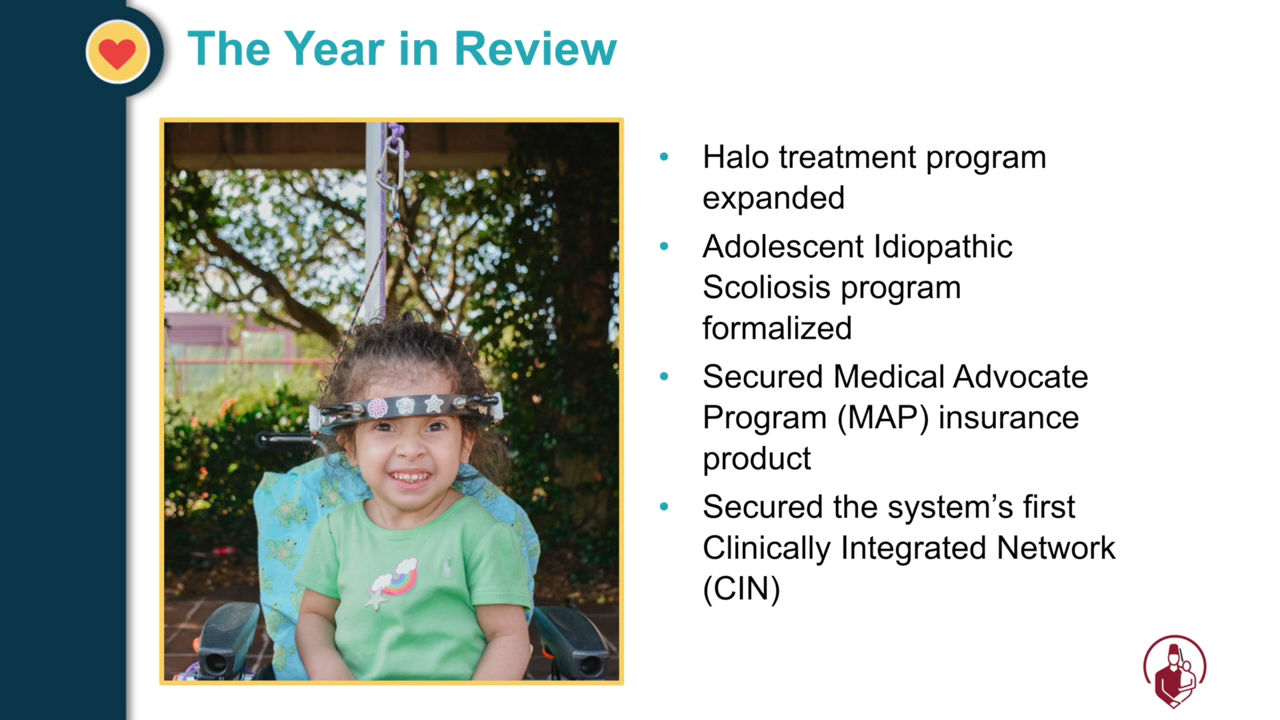 The Year in Review
• Halo treatment program
expanded
• Adolescent Idiopathic
Scoliosis program
formalized
• Secured Medical Advocate
Program (MAP) insurance
product
• Secured the system’s first
Clinically Integrated Network
(CIN)